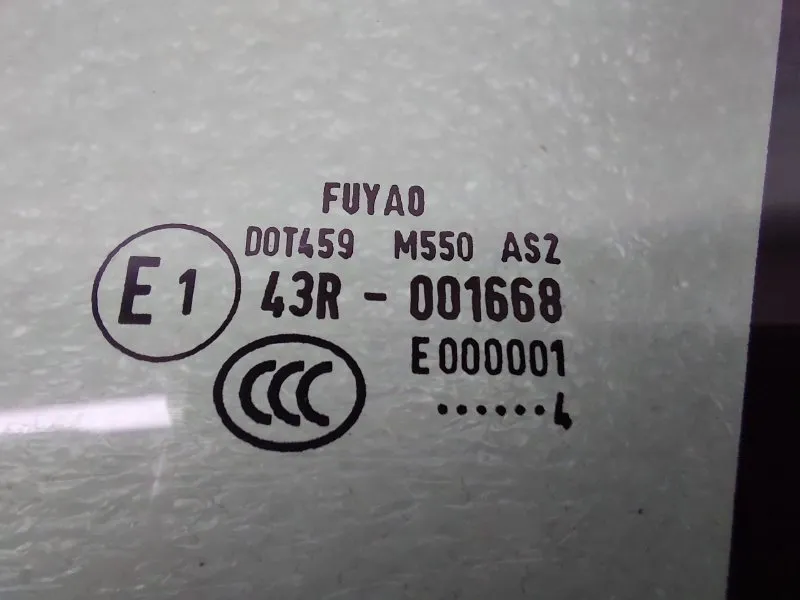 FUYAO
DOT459 M550 AS2
E1 43R - 001668
CCC E000001
······4